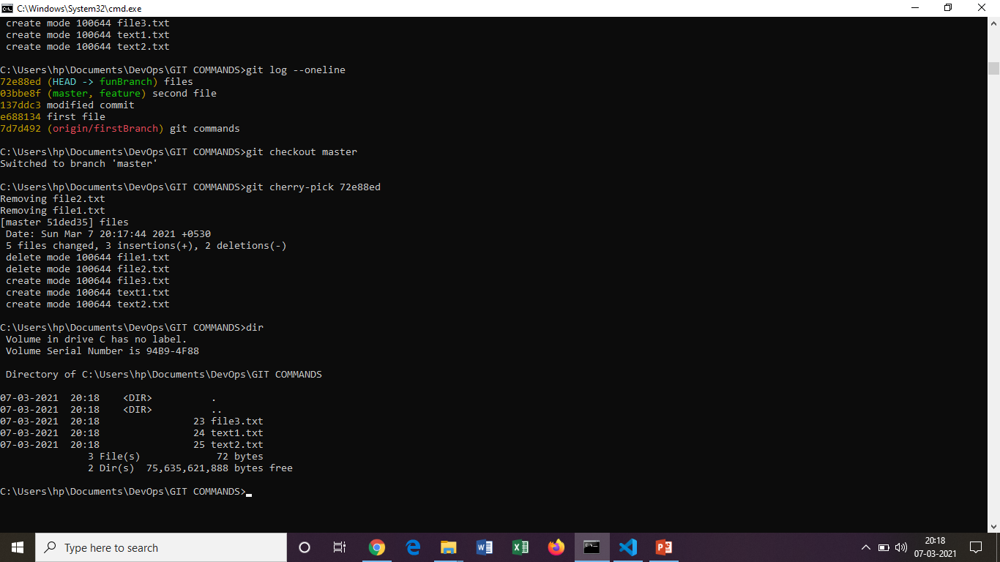 C:\Windows\System32\cmd.exe
create mode 100644 file3.txt
create mode 100644 text1.txt
create mode 100644 text2.txt
C:\Users\hp\Documents\DevOps\GIT COMMANDS>git log --oneline
72e88ed (HEAD -> funBranch) files
03bbe8f (master, feature) second file
137ddc3 modified commit
e688134 first file
7d7d492 (origin/firstBranch) git commands
C:\Users\hp\Documents\DevOps\GIT COMMANDS>git checkout master
Switched to branch 'master'
C:\Users\hp\Documents\DevOps\GIT COMMANDS>git cherry-pick 72e88ed
Removing file2.txt
Removing file1.txt
[master 51ded35] files
Date: Sun Mar 7 20:17:44 2021 +0530
5 files changed, 3 insertions(+), 2 deletions(-)
delete mode 100644 file1.txt
delete mode 100644 file2.txt
create mode 100644 file3.txt
create mode 100644 text1.txt
create mode 100644 text2.txt
C:\Users\hp\Documents\DevOps\GIT COMMANDS>dir
Volume in drive C has no label.
Volume Serial Number is 94B9-4F88
Directory of C:\Users\hp\Documents\DevOps\GIT COMMANDS
07-03-2021  20:18    <DIR>          .
07-03-2021  20:18    <DIR>          ..
07-03-2021  20:18                23 file3.txt
07-03-2021  20:18                24 text1.txt
07-03-2021  20:18                25 text2.txt
3 File(s)             72 bytes
2 Dir(s)  75,635,621,888 bytes free
C:\Users\hp\Documents\DevOps\GIT COMMANDS>
Type here to search
20:18
07-03-2021